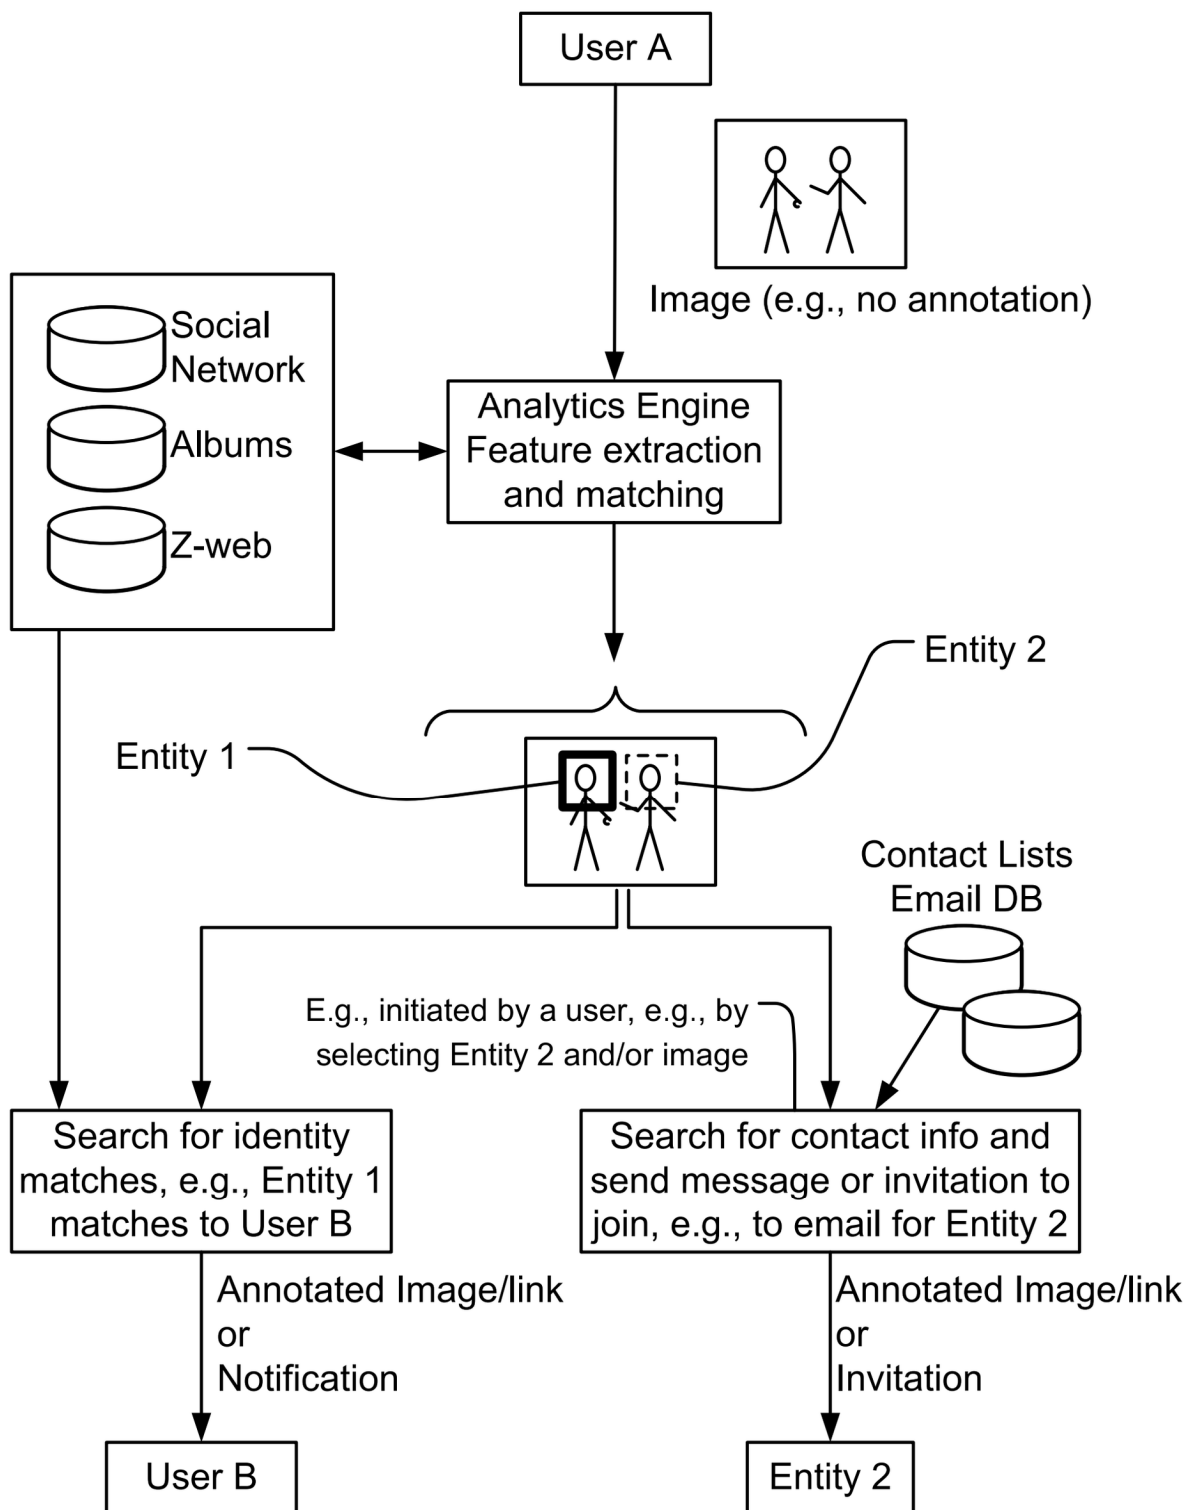 User A
Image (e.g., no annotation)
Social
Network
Albums
Z-web
Analytics Engine
Feature extraction
and matching
Entity 2
Entity 1
Contact Lists
Email DB
E.g., initiated by a user, e.g., by
selecting Entity 2 and/or image
Search for identity
matches, e.g., Entity 1
matches to User B
Search for contact info and
send message or invitation to
join, e.g., to email for Entity 2
Annotated Image/link
or
Notification
Annotated Image/link
or
Invitation
User B
Entity 2